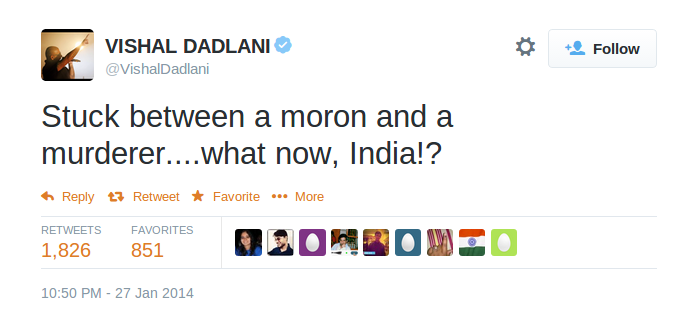 VISHAL DADLANI
Follow
@VishalDadlani
Stuck between a moron and a
murderer....what now, India!?
Reply Retweet Favorite More
RETWEETS FAVORITES
1,826 851
10:50 PM - 27 Jan 2014